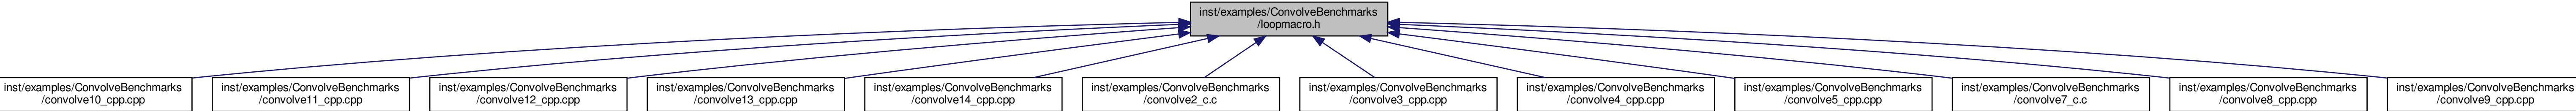 inst/examples/ConvolveBenchmarks
/loopmacro.h
inst/examples/ConvolveBenchmarks
/convolve10_cpp.cpp
inst/examples/ConvolveBenchmarks
/convolve11_cpp.cpp
inst/examples/ConvolveBenchmarks
/convolve12_cpp.cpp
inst/examples/ConvolveBenchmarks
/convolve13_cpp.cpp
inst/examples/ConvolveBenchmarks
/convolve14_cpp.cpp
inst/examples/ConvolveBenchmarks
/convolve2_c.c
inst/examples/ConvolveBenchmarks
/convolve3_cpp.cpp
inst/examples/ConvolveBenchmarks
/convolve4_cpp.cpp
inst/examples/ConvolveBenchmarks
/convolve5_cpp.cpp
inst/examples/ConvolveBenchmarks
/convolve7_c.c
inst/examples/ConvolveBenchmarks
/convolve8_cpp.cpp
inst/examples/ConvolveBenchmarks
/convolve9_cpp.cpp